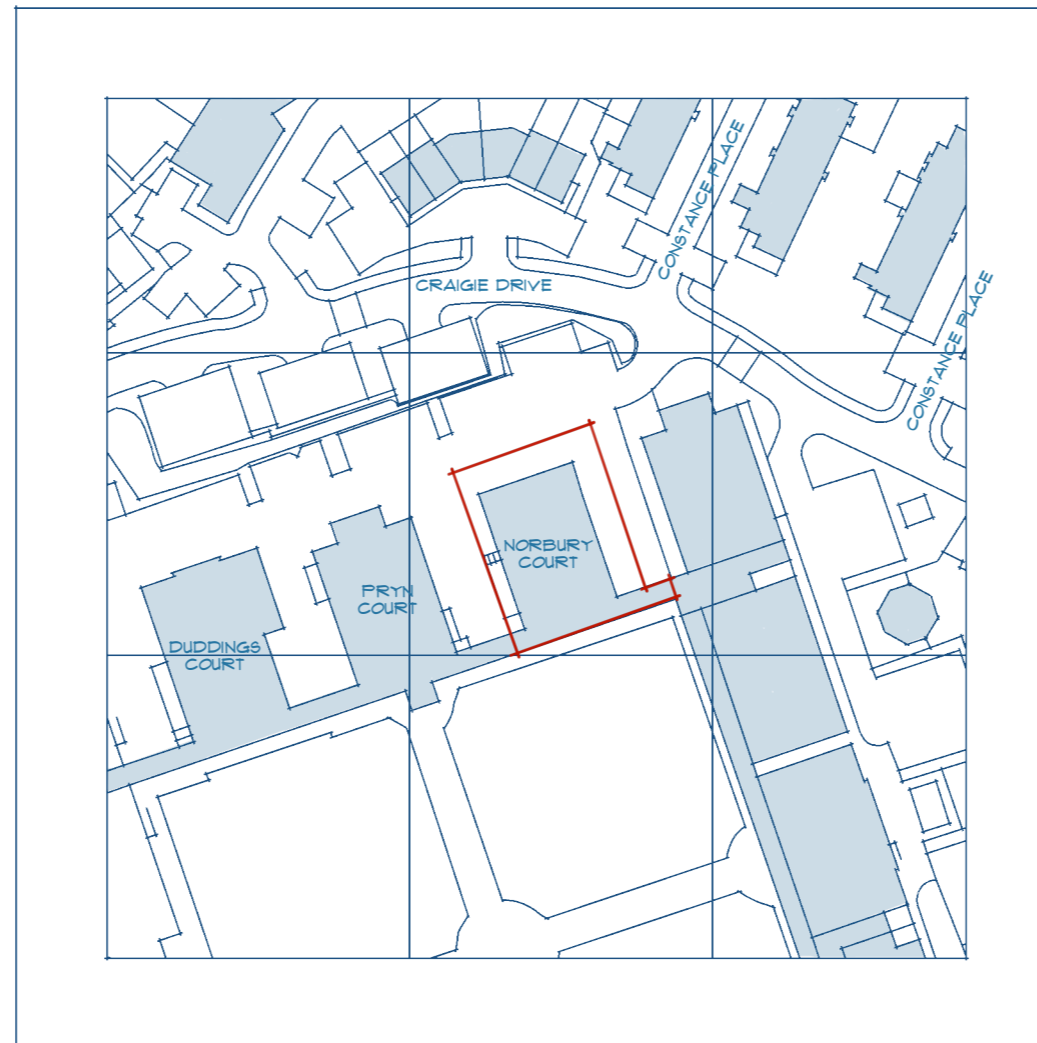 CONSTANCE PLACE
CRAIGIE DRIVE
CONSTANCE PLACE
NORBURY
COURT
PRYN
COURT
DUDDINGS
COURT